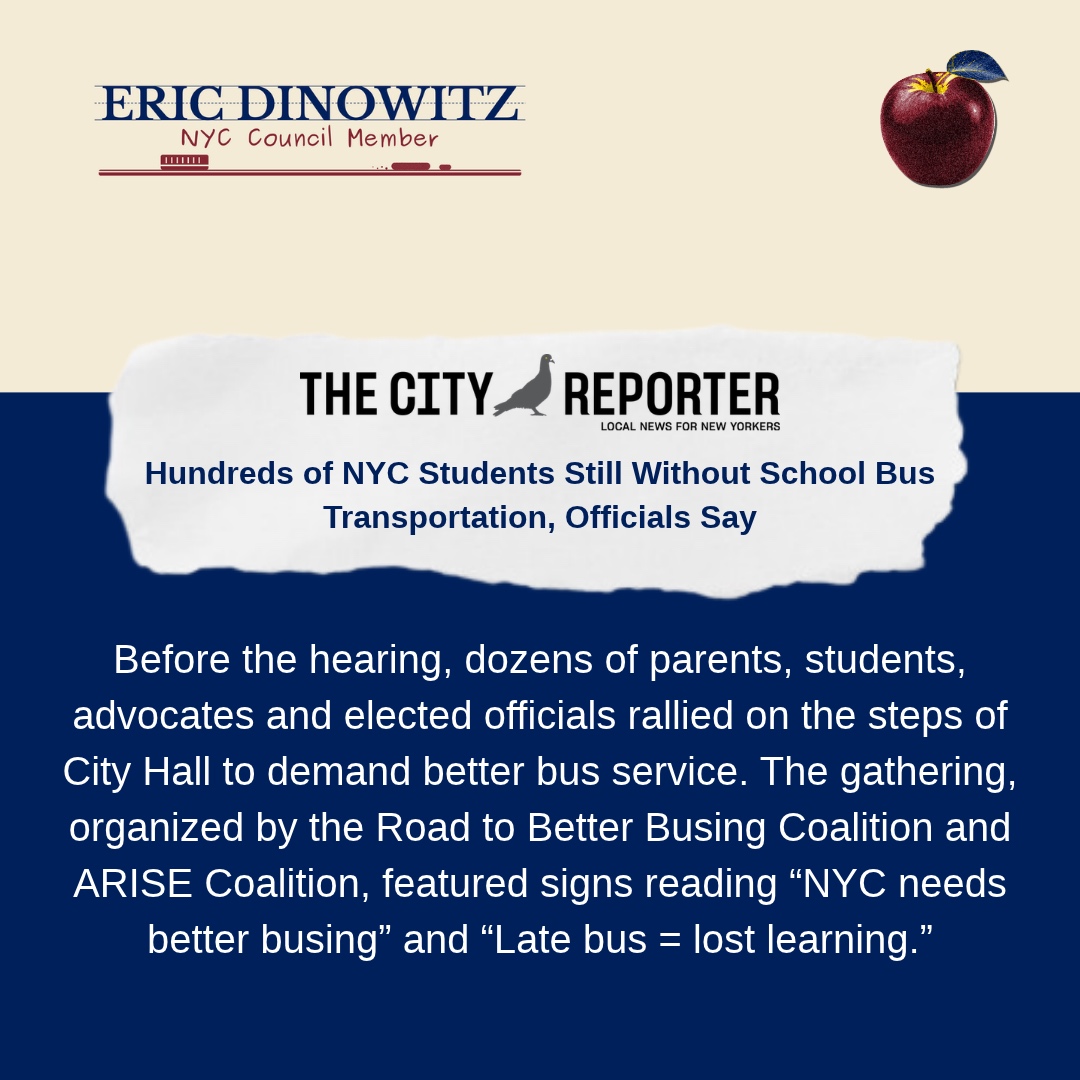 ERIC DINOWITZ
NYC Council Member
THE CITY REPORTER
LOCAL NEWS FOR NEW YORKERS
Hundreds of NYC Students Still Without School Bus
Transportation, Officials Say
Before the hearing, dozens of parents, students,
advocates and elected officials rallied on the steps of
City Hall to demand better bus service. The gathering,
organized by the Road to Better Busing Coalition and
ARISE Coalition, featured signs reading “NYC needs
better busing” and “Late bus = lost learning.”